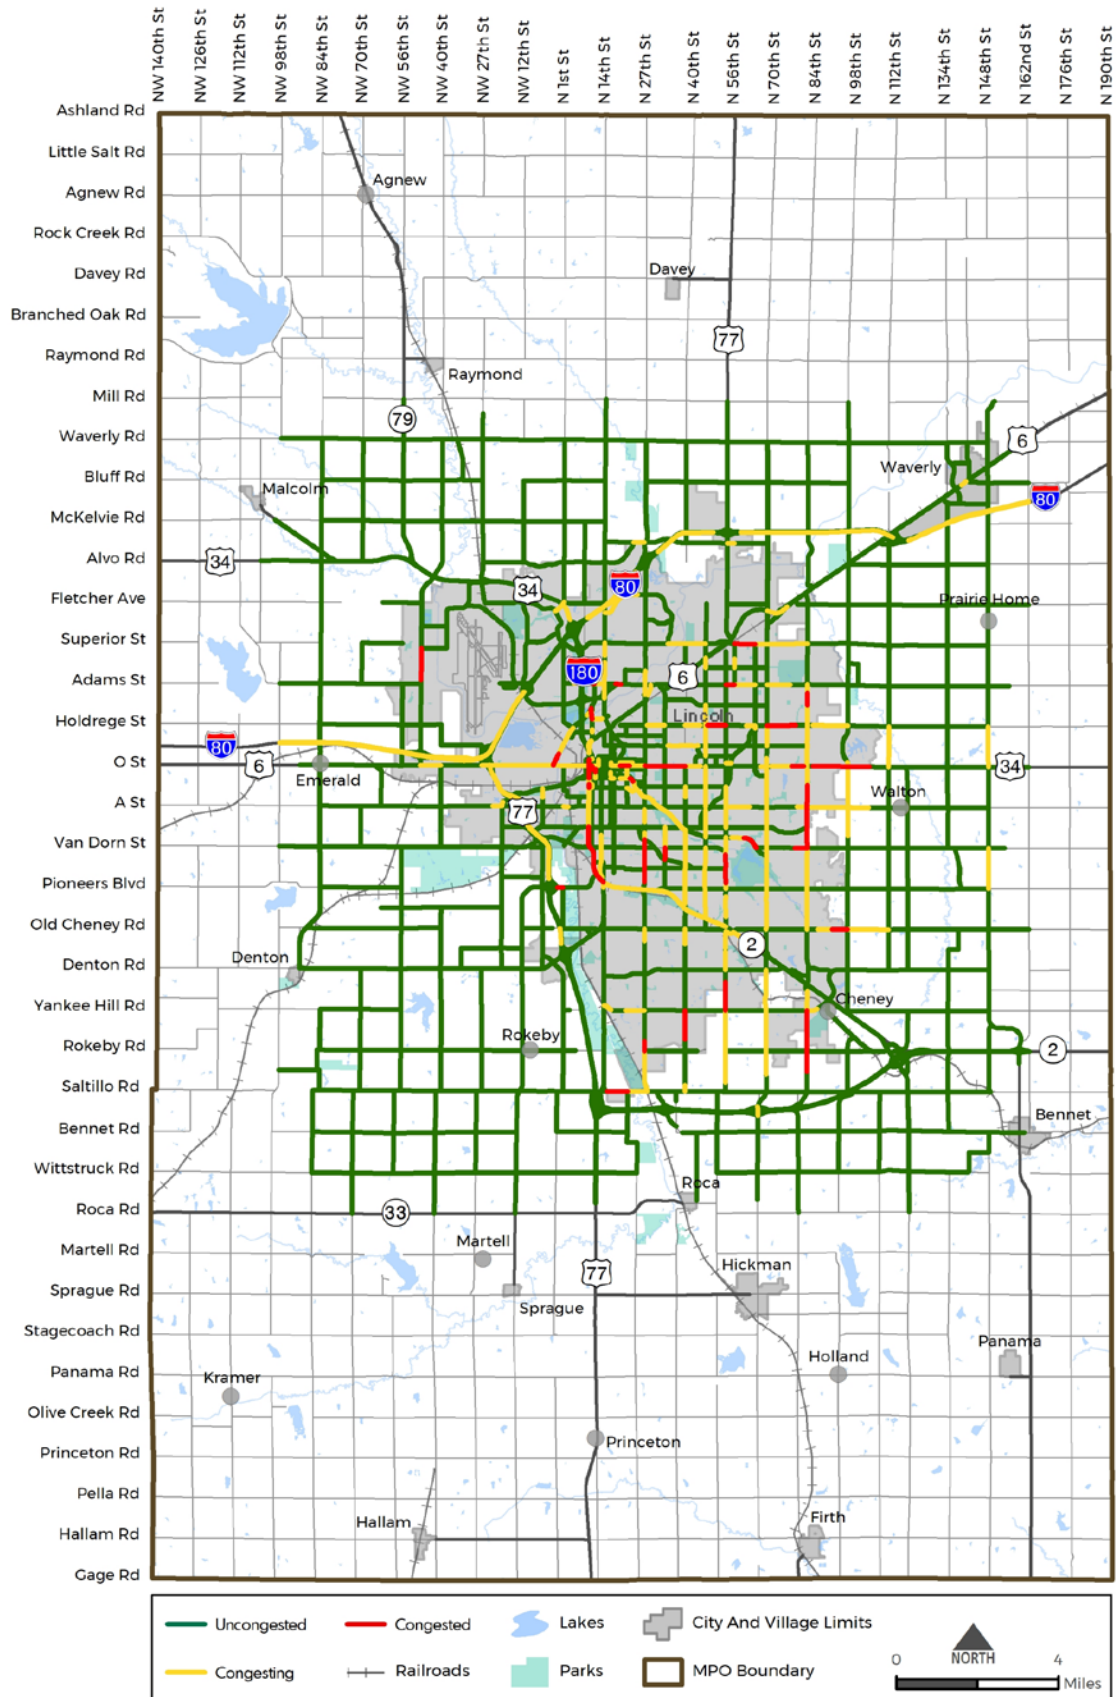 NW 140th St
NW 126th St
NW 112th St
NW 98th St
NW 84th St
NW 70th St
NW 56th St
NW 40th St
NW 27th St
NW 12th St
N 1st St
N 14th St
N 27th St
N 40th St
N 56th St
N 70th St
N 84th St
N 98th St
N 112th St
N 134th St
N 148th St
N 162nd St
N 176th St
N 190th St
Ashland Rd
Little Salt Rd
Agnew Rd
Agnew
Rock Creek Rd
Davey Rd
Davey
Branched Oak Rd
77
Raymond Rd
Raymond
Mill Rd
79
Waverly Rd
6
Waverly
Bluff Rd
Malcolm
80
McKelvie Rd
Alvo Rd
34
34
80
Fletcher Ave
Prairie Home
Superior St
180
6
Adams St
Lincoln
Holdrege St
80
O St
6
34
Emerald
A St
77
Walton
Van Dorn St
Pioneers Blvd
Old Cheney Rd
2
Denton Rd
Denton
Yankee Hill Rd
Cheney
Rokeby Rd
Rokeby
2
Saltillo Rd
Bennet Rd
Bennet
Wittstruck Rd
Roca
Roca Rd
33
Martell Rd
Martell
Hickman
77
Sprague Rd
Sprague
Stagecoach Rd
Panama
Holland
Panama Rd
Kramer
Olive Creek Rd
Princeton
Princeton Rd
Pella Rd
Hallam
Firth
Hallam Rd
Gage Rd
Uncongested
Congested
Lakes
City And Village Limits
Congesting
Railroads
Parks
MPO Boundary
0
NORTH
4
Miles